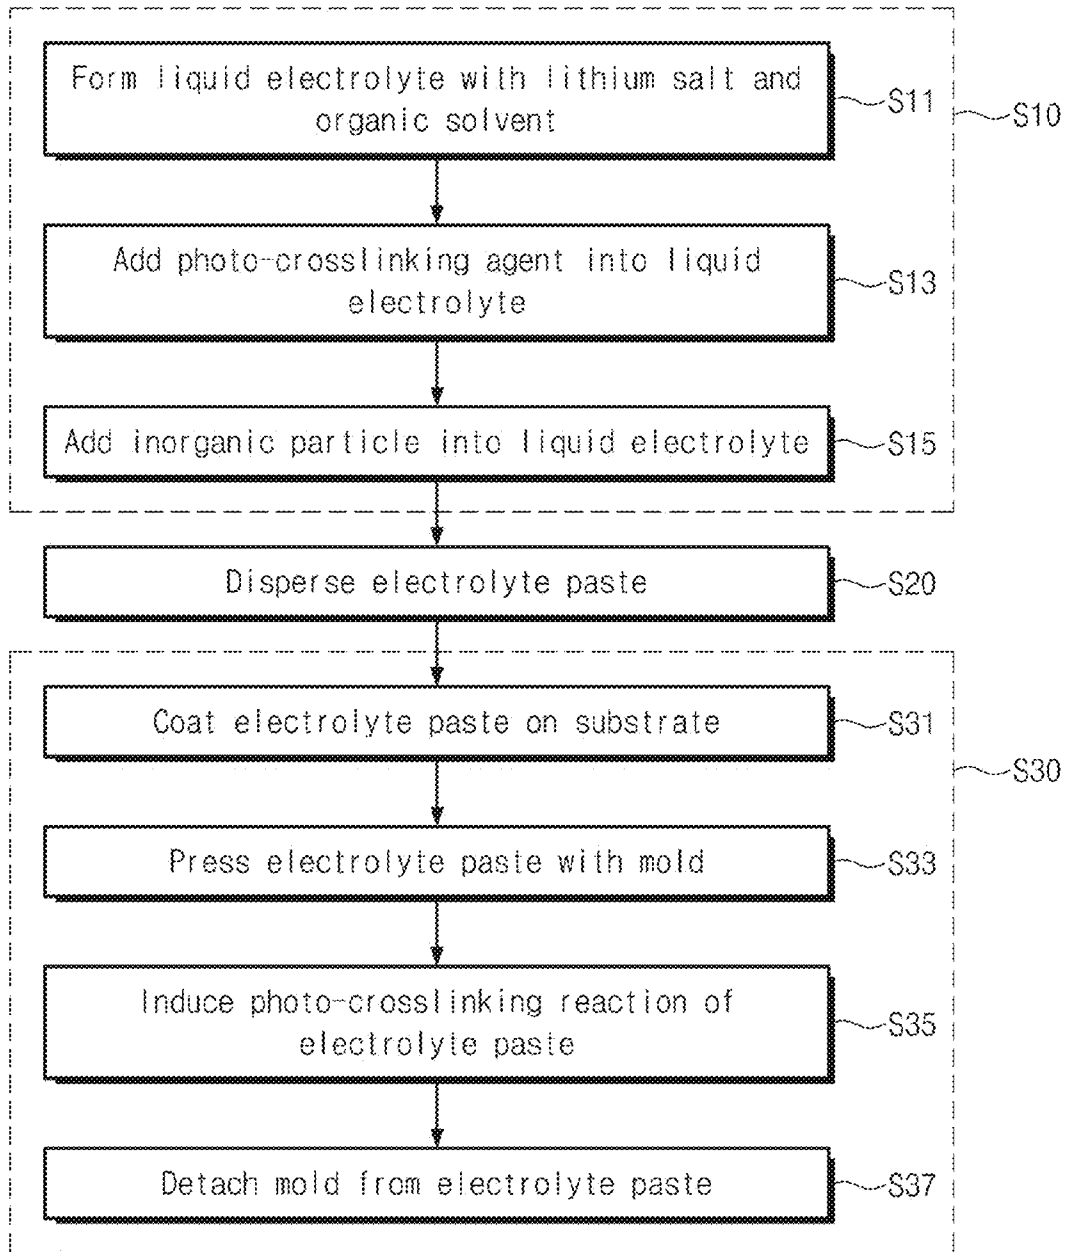 Form liquid electrolyte with lithium salt and
organic solvent
S11
S10
Add photo-crosslinking agent into liquid
electrolyte
S13
Add inorganic particle into liquid electrolyte
S15
Disperse electrolyte paste
S20
Coat electrolyte paste on substrate
S31
S30
Press electrolyte paste with mold
S33
Induce photo-crosslinking reaction of
electrolyte paste
S35
Detach mold from electrolyte paste
S37